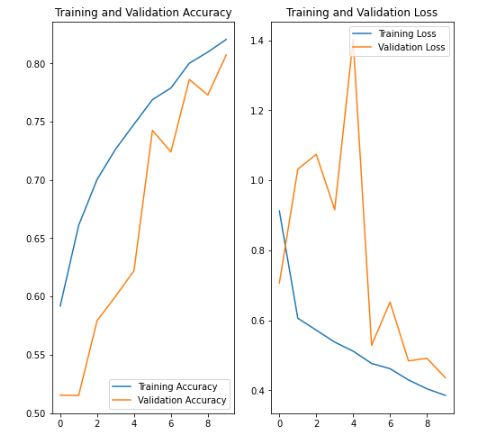 Training and Validation Accuracy
0.80
0.75
0.70
0.65
0.60
0.55
0.50
0 2 4 6 8
Training Accuracy
Validation Accuracy
Training and Validation Loss
1.4
1.2
1.0
0.8
0.6
0.4
0 2 4 6 8
Training Loss
Validation Loss